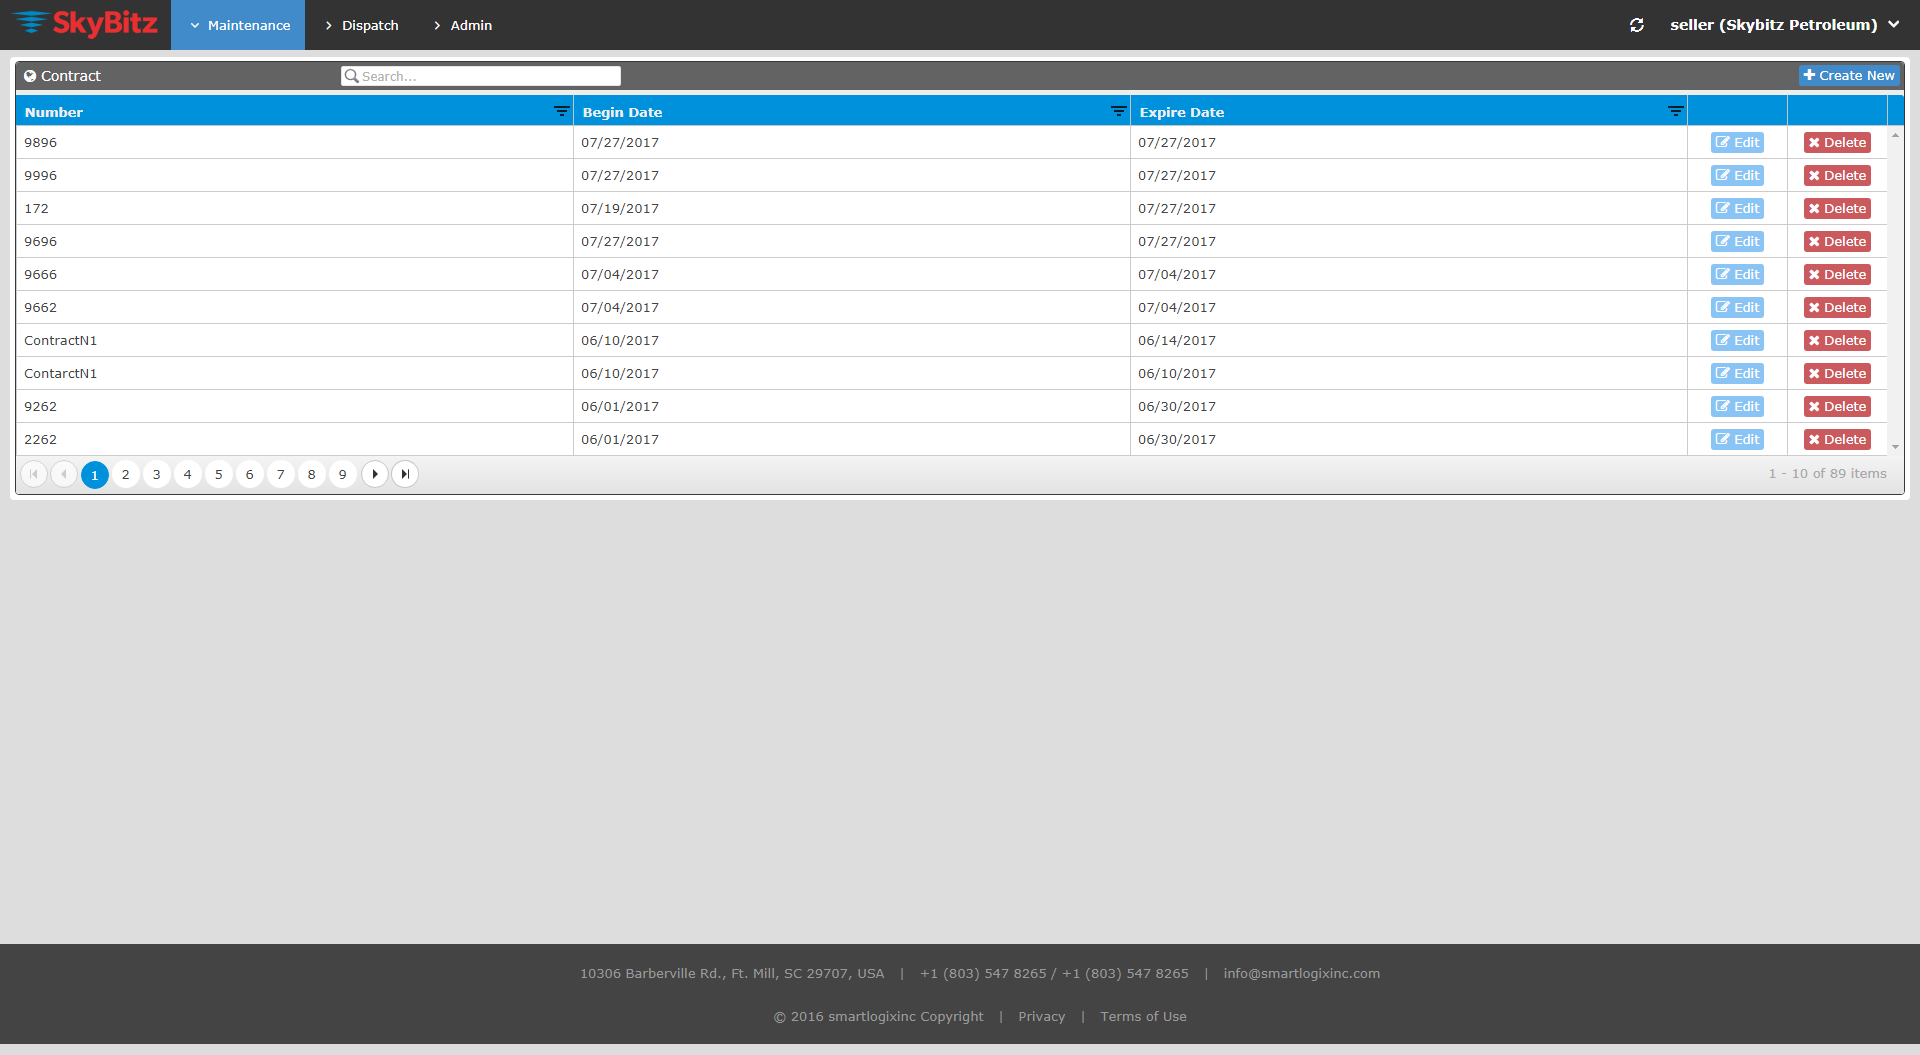 SkyBitz Maintenance Dispatch Admin seller (Skybitz Petroleum)
Contract Search... Create New
Number Begin Date Expire Date
9896 07/27/2017 07/27/2017 Edit Delete
9996 07/27/2017 07/27/2017 Edit Delete
172 07/19/2017 07/27/2017 Edit Delete
9696 07/27/2017 07/27/2017 Edit Delete
9666 07/04/2017 07/04/2017 Edit Delete
9662 07/04/2017 07/04/2017 Edit Delete
ContractN1 06/10/2017 06/14/2017 Edit Delete
ContarctN1 06/10/2017 06/10/2017 Edit Delete
9262 06/01/2017 06/30/2017 Edit Delete
2262 06/01/2017 06/30/2017 Edit Delete
1 2 3 4 5 6 7 8 9 1 - 10 of 89 items
10306 Barberville Rd., Ft. Mill, SC 29707, USA | +1 (803) 547 8265 / +1 (803) 547 8265 | info@smartlogixinc.com
© 2016 smartlogixinc Copyright | Privacy | Terms of Use